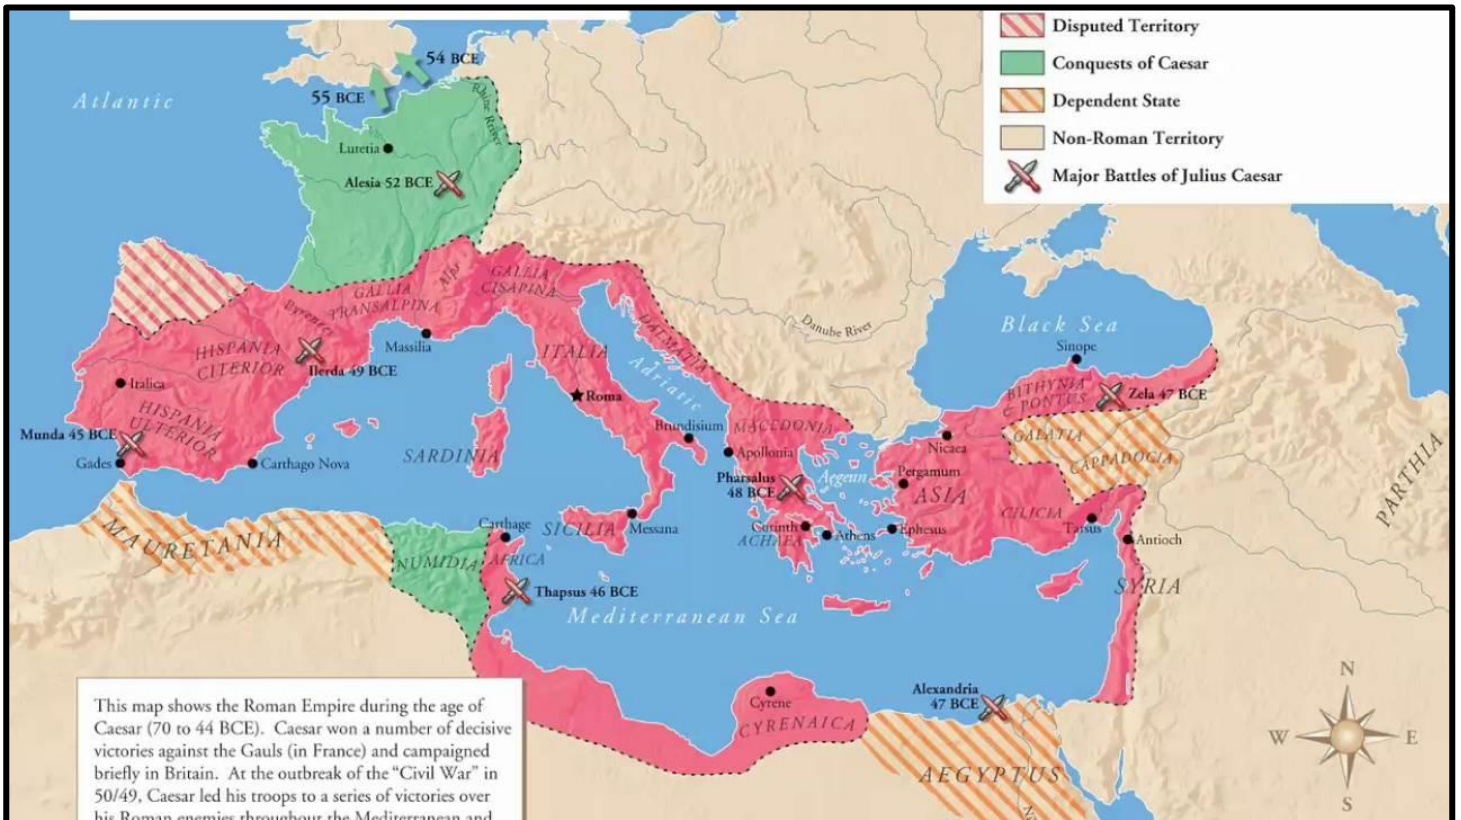 Disputed Territory
Conquests of Caesar
Dependent State
Non-Roman Territory
Major Battles of Julius Caesar
54 BCE
55 BCE
Atlantic
Rhine River
Lutetia
Alesia 52 BCE
Alps
GALLIA
CISAPINA
GALLIA
TRANSALPINA
Pyrenees
Danube River
Black Sea
Sinope
DALMATIA
Massilia
HISPANIA
CITERIOR
Ilerda 49 BCE
ITALIA
Adriatic
Roma
BITHYNIA
& PONTUS
Zela 47 BCE
Italica
HISPANIA
ULTERIOR
Munda 45 BCE
Gades
Carthago Nova
SARDINIA
Brundisium
MACEDONIA
Apollonia
Nicaea
GALATIA
CAPPADOCIA
PARTHIA
Pharsalus
48 BCE
Aegean
Pergamum
ASIA
CILICIA
Tarsus
Antioch
SYRIA
MAURETANIA
NUMIDIA
Carthage
AFRICA
SICILIA
Messana
Corinth
ACHAEA
Athens
Ephesus
Thapsus 46 BCE
Mediterranean Sea
Alexandria
47 BCE
Cyrene
CYRENAICA
AEGYPTUS
N
W
E
S
This map shows the Roman Empire during the age of
Caesar (70 to 44 BCE). Caesar won a number of decisive
victories against the Gauls (in France) and campaigned
briefly in Britain. At the outbreak of the “Civil War” in
50/49, Caesar led his troops to a series of victories over
his Roman enemies throughout the Mediterranean and